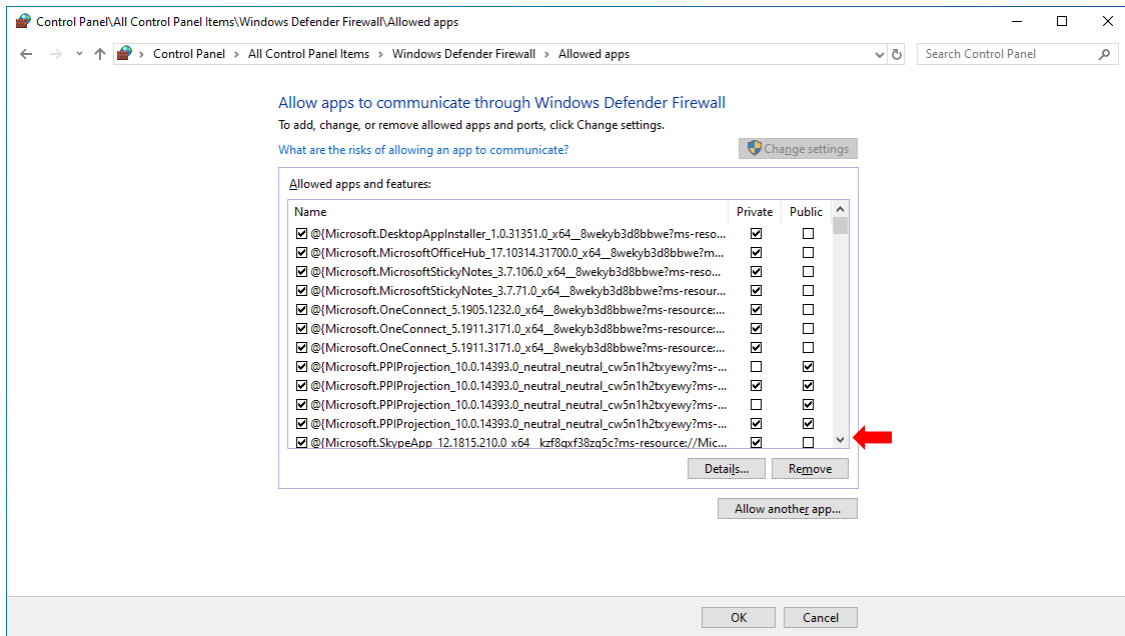 Control Panel\All Control Panel Items\Windows Defender Firewall\Allowed apps
Control Panel > All Control Panel Items > Windows Defender Firewall > Allowed apps
Search Control Panel
Allow apps to communicate through Windows Defender Firewall
To add, change, or remove allowed apps and ports, click Change settings.
What are the risks of allowing an app to communicate?
Change settings
Allowed apps and features:
Name Private Public
@{Microsoft.DesktopAppInstaller_1.0.31351.0_x64__8wekyb3d8bbwe?ms-reso...
@{Microsoft.MicrosoftOfficeHub_17.10314.31700.0_x64__8wekyb3d8bbwe?m...
@{Microsoft.MicrosoftStickyNotes_3.7.106.0_x64__8wekyb3d8bbwe?ms-reso...
@{Microsoft.MicrosoftStickyNotes_3.7.71.0_x64__8wekyb3d8bbwe?ms-resour...
@{Microsoft.OneConnect_5.1905.1232.0_x64__8wekyb3d8bbwe?ms-resource:...
@{Microsoft.OneConnect_5.1911.3171.0_x64__8wekyb3d8bbwe?ms-resource:...
@{Microsoft.OneConnect_5.1911.3171.0_x64__8wekyb3d8bbwe?ms-resource:...
@{Microsoft.PPIProjection_10.0.14393.0_neutral_neutral_cw5n1h2txyewy?ms-...
@{Microsoft.PPIProjection_10.0.14393.0_neutral_neutral_cw5n1h2txyewy?ms-...
@{Microsoft.PPIProjection_10.0.14393.0_neutral_neutral_cw5n1h2txyewy?ms-...
@{Microsoft.PPIProjection_10.0.14393.0_neutral_neutral_cw5n1h2txyewy?ms-...
@{Microsoft.SkypeApp_12.1815.210.0_x64__kzf8qxf38zg5c?ms-resource://Mic...
Details... Remove
Allow another app...
OK Cancel